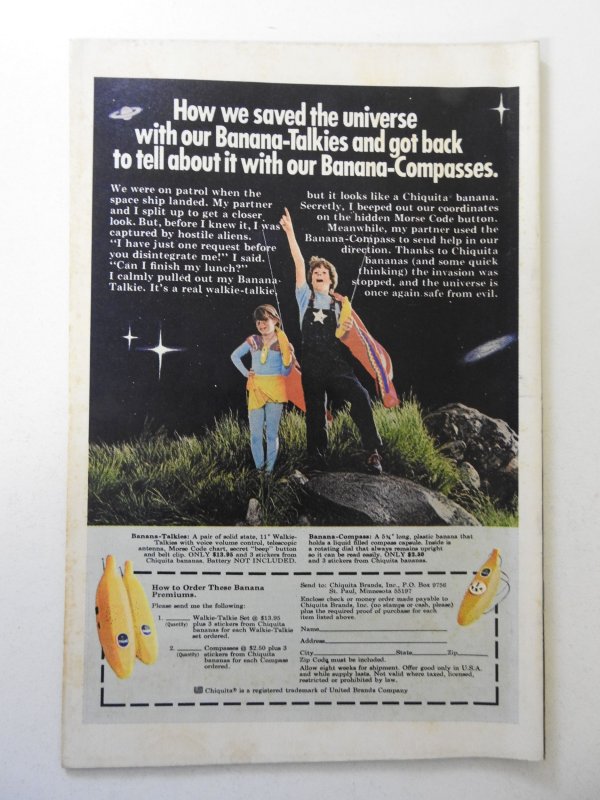 How we saved the universe
with our Banana-Talkies and got back
to tell about it with our Banana-Compasses.
We were on patrol when the
space ship landed. My partner
and I split up to get a closer
look. But, before I knew it, I was
captured by hostile aliens.
"I have just one request before
you disintegrate me!" I said.
"Can I finish my lunch?"
I calmly pulled out my Banana-
Talkie. It's a real walkie-talkie,
but it looks like a Chiquita® banana.
Secretly, I beeped out our coordinates
on the hidden Morse Code button.
Meanwhile, my partner used the
Banana-Compass to send help in our
direction. Thanks to Chiquita
bananas (and some quick
thinking) the invasion was
stopped, and the universe is
once again safe from evil.
Banana-Talkies: A pair of solid state, 11" Walkie-
Talkies with voice volume control, telescopic
antenna, Morse Code chart, secret "beep" button
and belt clip. ONLY $13.95 and 3 stickers from
Chiquita bananas. Battery NOT INCLUDED.
Banana-Compass: A 5¾" long, plastic banana that
holds a liquid filled compass capsule. Inside is
a rotating dial that always remains upright
so it can be read easily. ONLY $2.50
and 3 stickers from Chiquita bananas.
How to Order These Banana
Premiums.
Please send me the following:
1. ____ Walkie-Talkie Set @ $13.95
(Quantity) plus 3 stickers from Chiquita
bananas for each Walkie-Talkie
set ordered.
2. ____ Compasses @ $2.50 plus 3
(Quantity) stickers from Chiquita
bananas for each Compass
ordered.
Send to: Chiquita Brands, Inc., P.O. Box 9756
St. Paul, Minnesota 55197
Enclose check or money order made payable to
Chiquita Brands, Inc. (no stamps or cash, please)
plus the required proof of purchase for each
item listed above.
Name
Address
City State Zip
Zip Code must be included.
Allow eight weeks for shipment. Offer good only in U.S.A.
and while supply lasts. Not valid where taxed, licensed,
restricted or prohibited by law.
Chiquita® is a registered trademark of United Brands Company